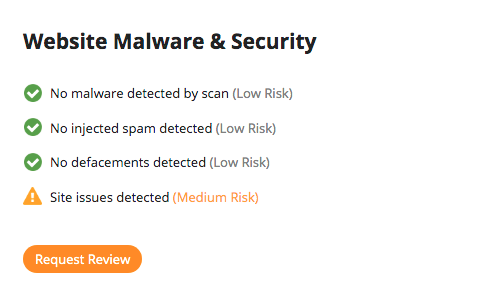 Website Malware & Security
No malware detected by scan (Low Risk)
No injected spam detected (Low Risk)
No defacements detected (Low Risk)
Site issues detected (Medium Risk)
Request Review